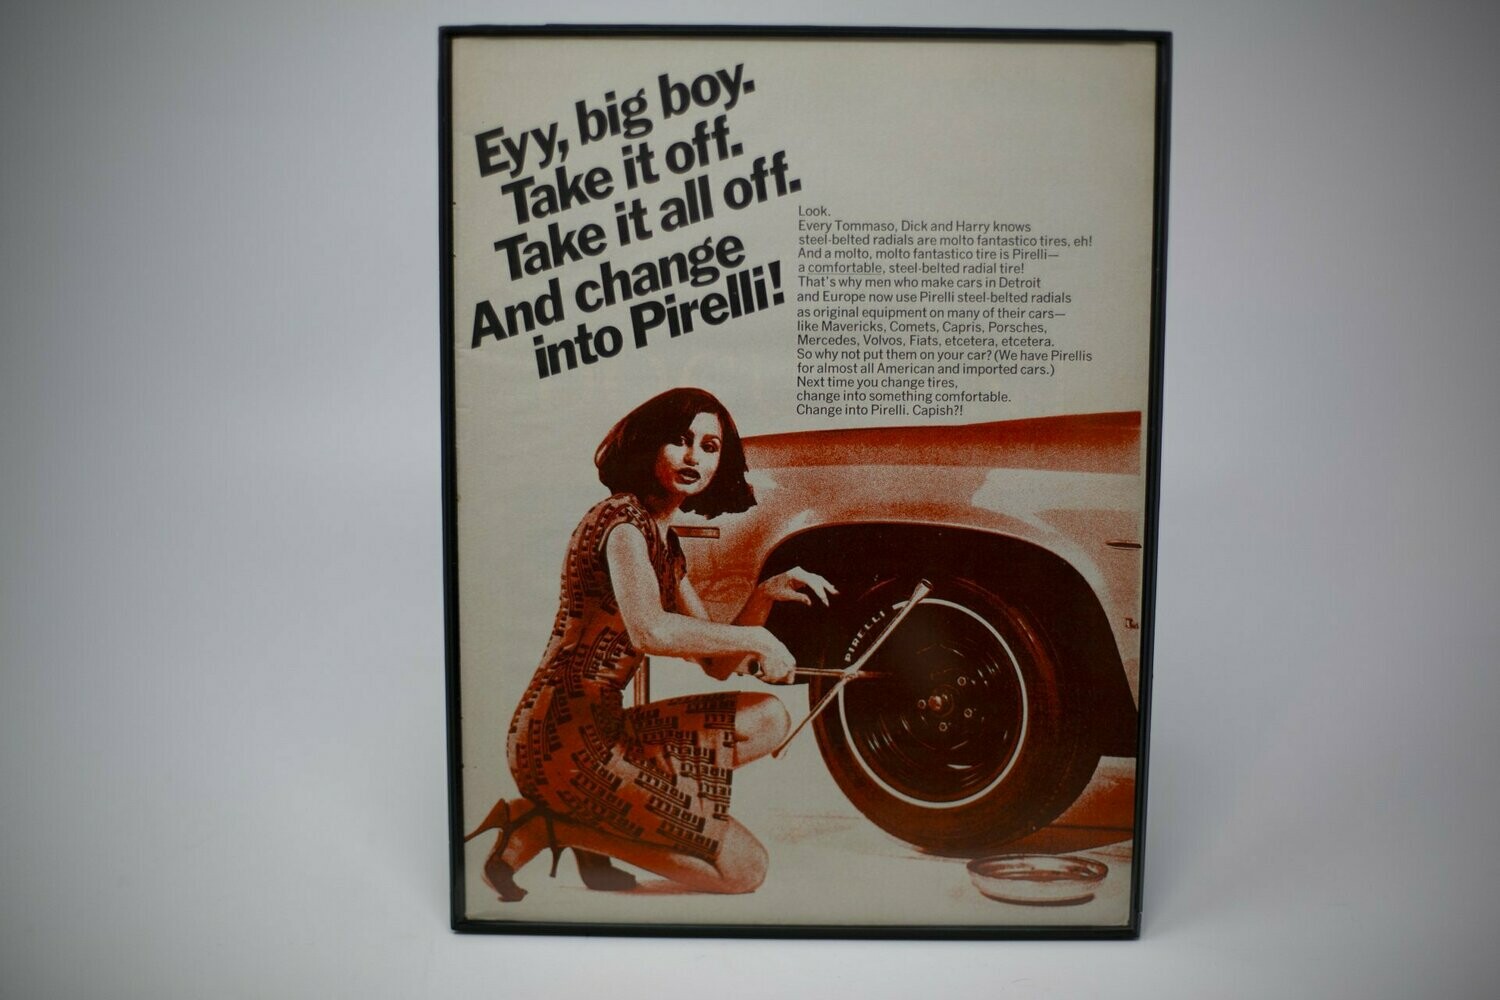 Eyy, big boy.
Take it off.
Take it all off.
And change
into Pirelli!
Look.
Every Tommaso, Dick and Harry knows
steel-belted radials are molto fantastico tires, eh!
And a molto, molto fantastico tire is Pirelli—
a comfortable, steel-belted radial tire!
That's why men who make cars in Detroit
and Europe now use Pirelli steel-belted radials
as original equipment on many of their cars—
like Mavericks, Comets, Capris, Porsches,
Mercedes, Volvos, Fiats, etcetera, etcetera.
So why not put them on your car? (We have Pirellis
for almost all American and imported cars.)
Next time you change tires,
change into something comfortable.
Change into Pirelli. Capish?!
PIRELLI